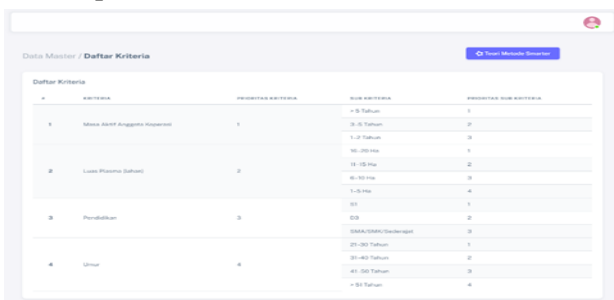 Data Master / Daftar Kriteria
Teori Metode Smarter
Daftar Kriteria
# KRITERIA PRIORITAS KRITERIA SUB KRITERIA PRIORITAS SUB KRITERIA
1 Masa Aktif Anggota Koperasi 1
> 5 Tahun 1
3-5 Tahun 2
1-2 Tahun 3
2 Luas Plasma (lahan) 2
16-20 Ha 1
11-15 Ha 2
6-10 Ha 3
1-5 Ha 4
3 Pendidikan 3
S1 1
D3 2
SMA/SMK/Sederajat 3
4 Umur 4
21-30 Tahun 1
31-40 Tahun 2
41-50 Tahun 3
> 51 Tahun 4